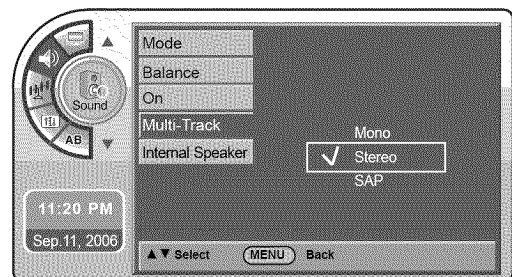 Sound
AB
Mode
Balance
On
Multi-Track
Internal Speaker
Mono
Stereo
SAP
11:20 PM
Sep.11, 2006
▲▼ Select MENU Back